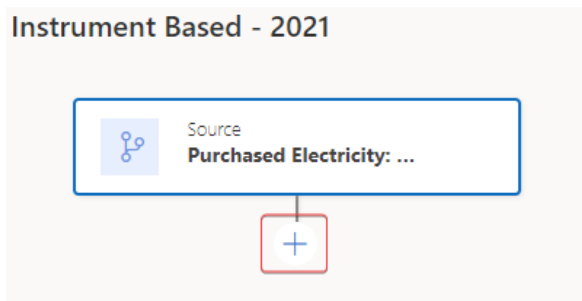 Instrument Based - 2021
Source
Purchased Electricity: ...